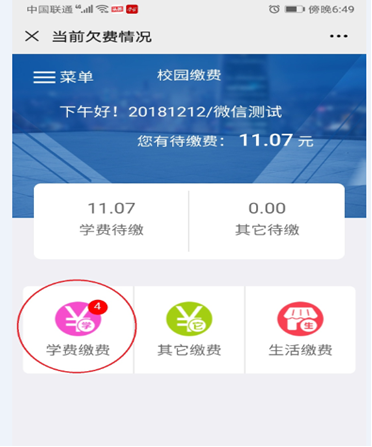 中国联通 傍晚6:49
当前欠费情况
菜单 校园缴费
下午好！20181212/微信测试
您有待缴费： 11.07 元
11.07 0.00
学费待缴 其它待缴
4
学 它 生
学费缴费 其它缴费 生活缴费